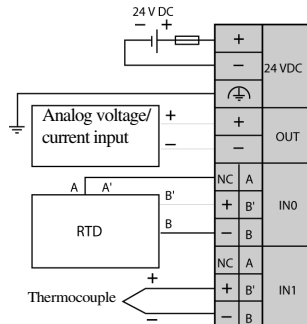 24 V DC
− +
+
−
24 VDC
Analog voltage/
current input
+
−
+
−
OUT
A A'
RTD
B'
B
NC A
+ B'
− B
IN0
Thermocouple
+
−
NC A
+ B'
− B
IN1